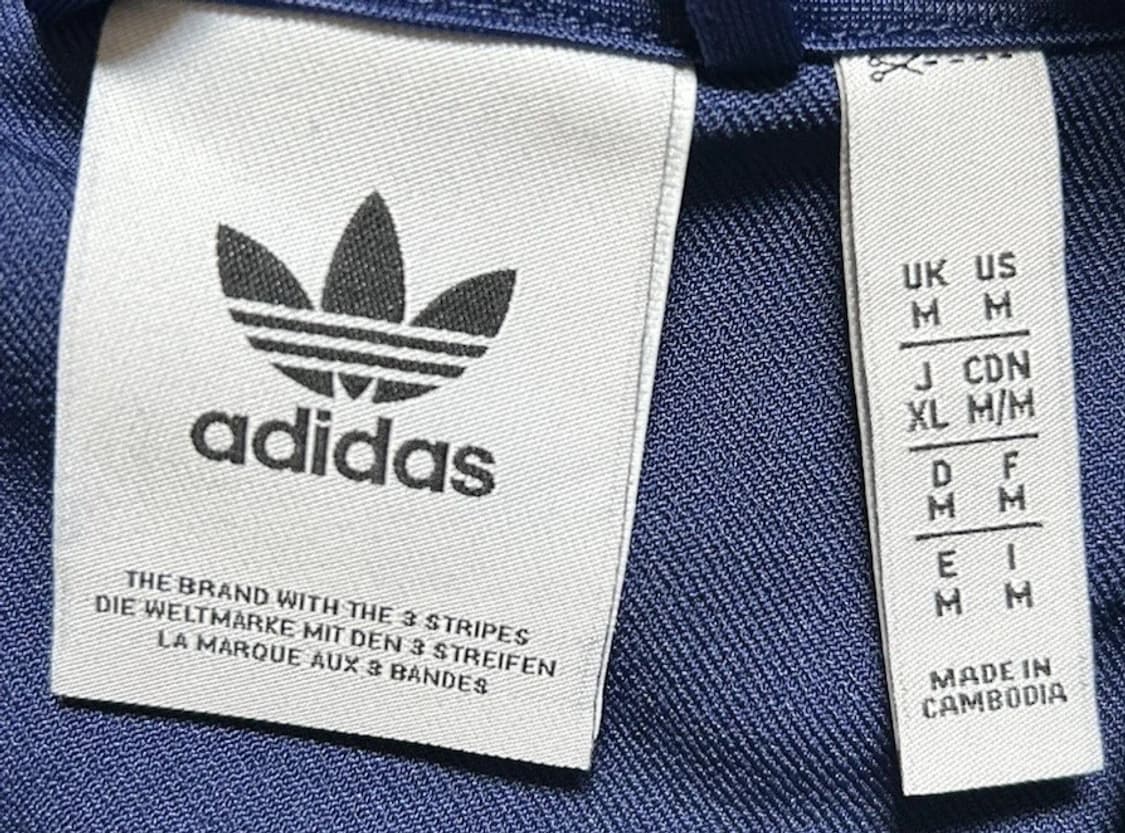 adidas
THE BRAND WITH THE 3 STRIPES
DIE WELTMARKE MIT DEN 3 STREIFEN
LA MARQUE AUX 3 BANDES
UK US
M M
J CDN
XL M/M
D F
M M
E I
M M
MADE IN
CAMBODIA